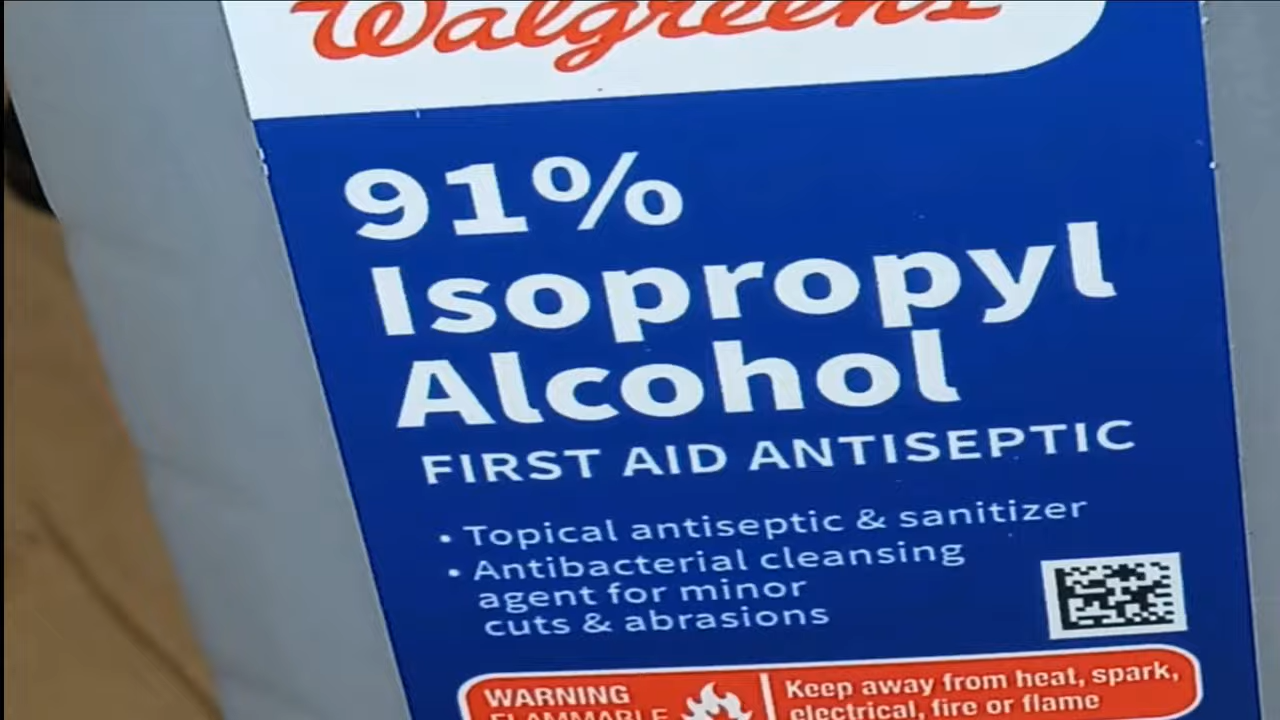 Walgreens
91%
Isopropyl
Alcohol
FIRST AID ANTISEPTIC
• Topical antiseptic & sanitizer
• Antibacterial cleansing
agent for minor
cuts & abrasions
WARNING
FLAMMABLE
Keep away from heat, spark,
electrical, fire or flame